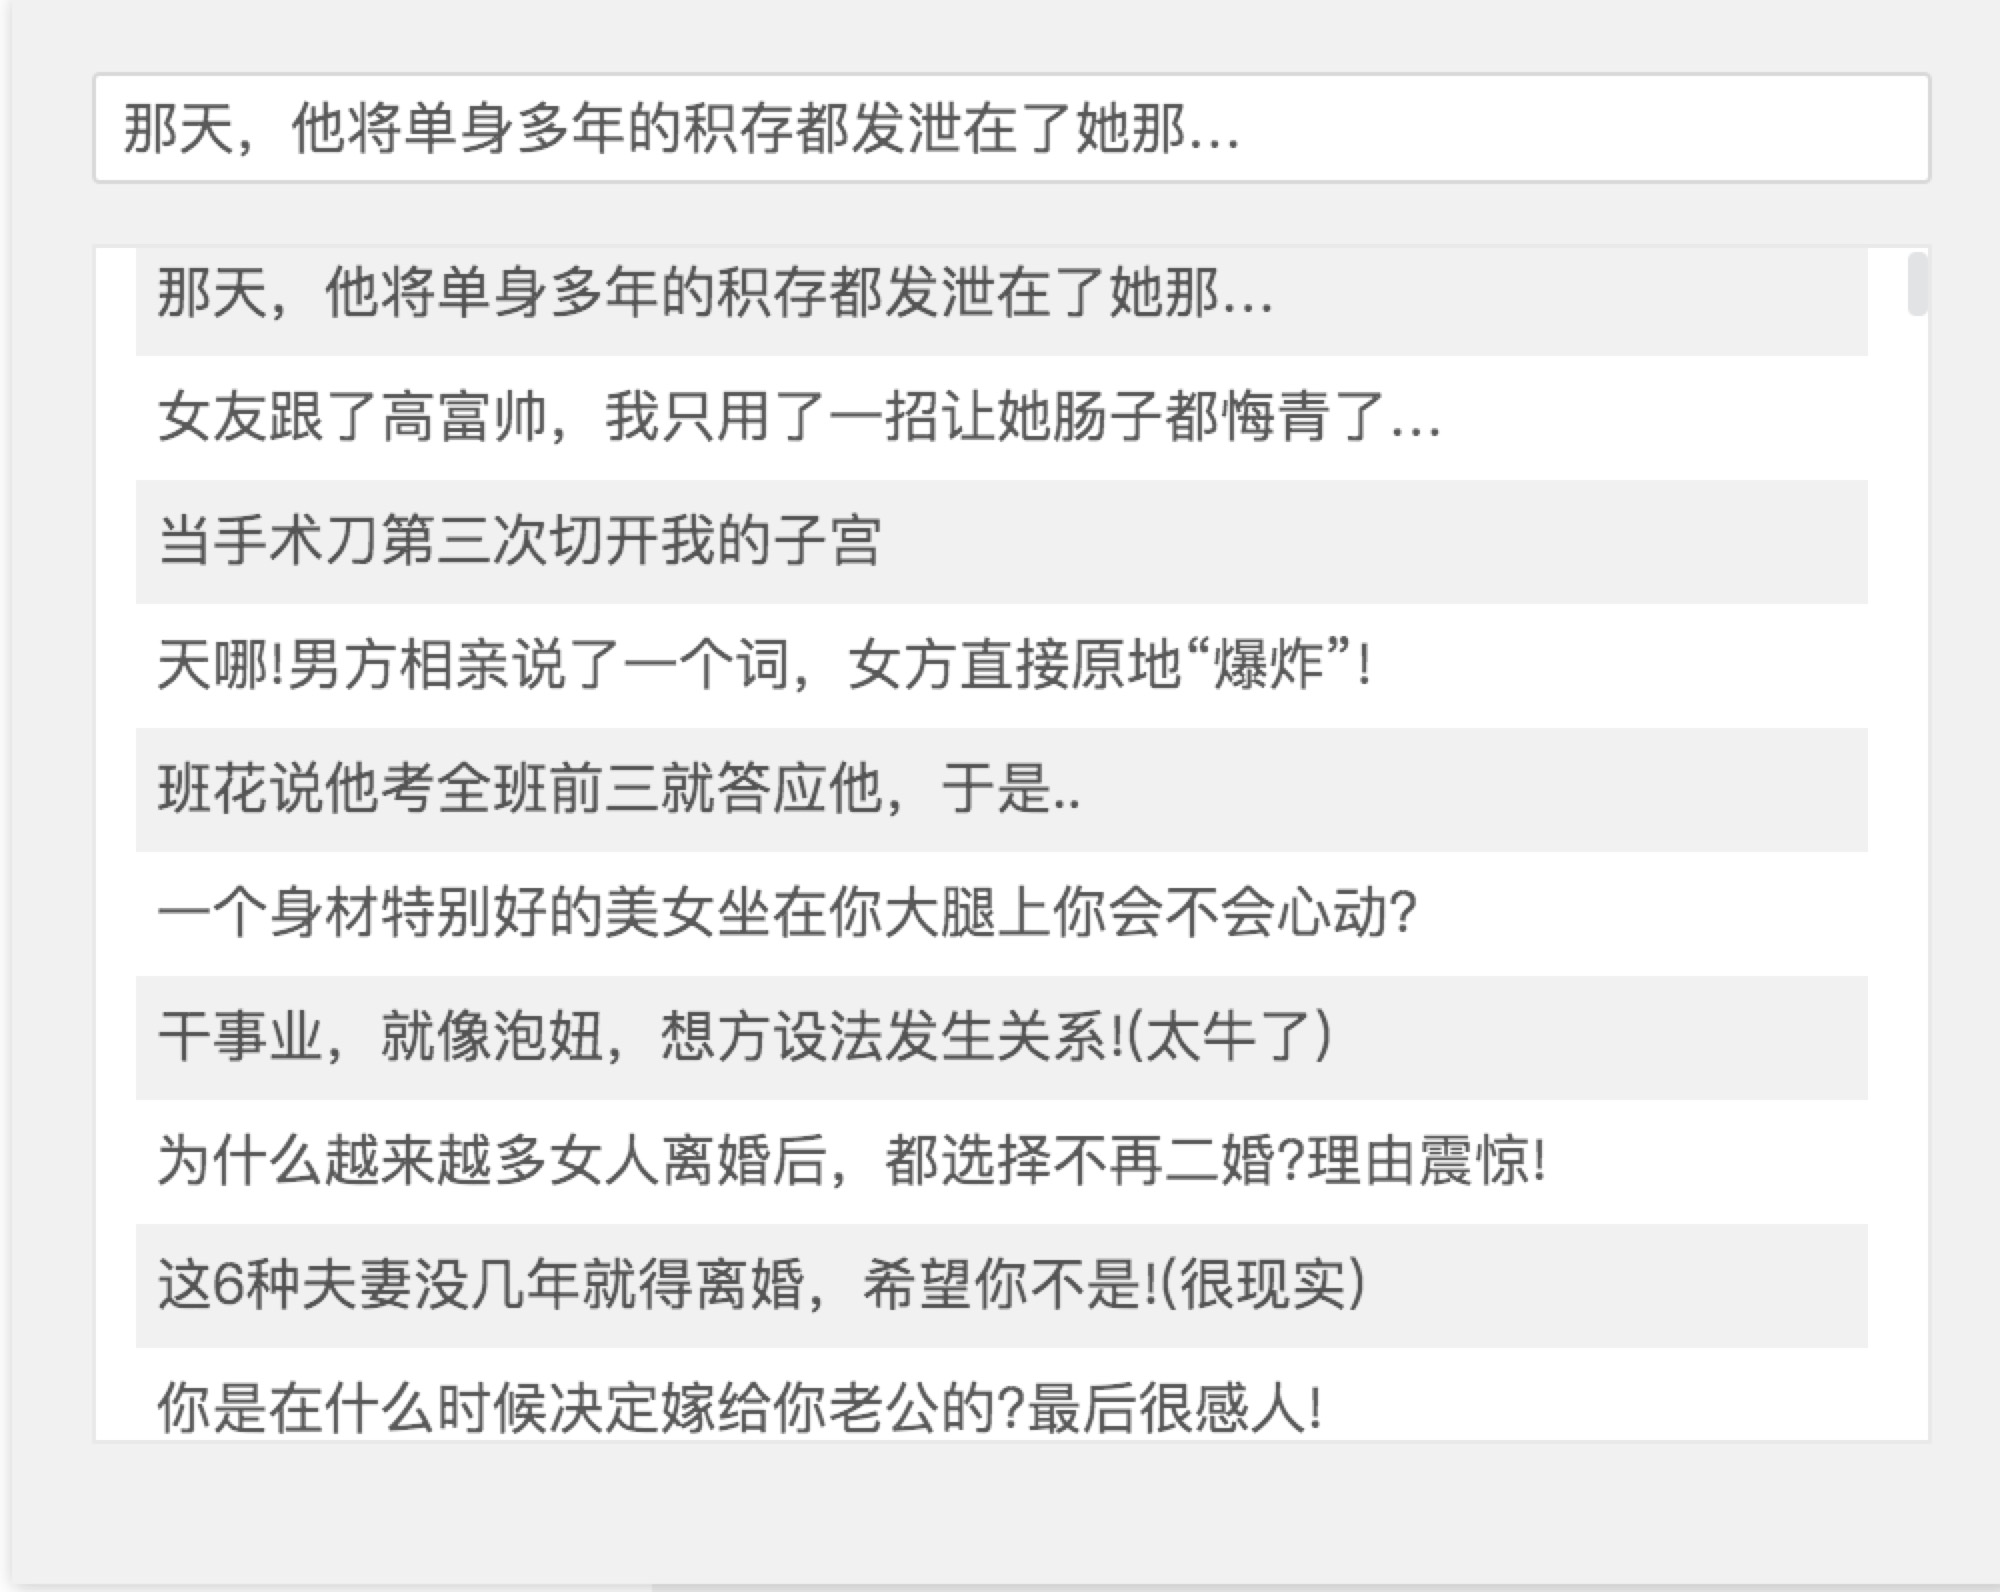 那天，他将单身多年的积存都发泄在了她那...
那天，他将单身多年的积存都发泄在了她那...
女友跟了高富帅，我只用了一招让她肠子都悔青了...
当手术刀第三次切开我的子宫
天哪!男方相亲说了一个词，女方直接原地“爆炸”!
班花说他考全班前三就答应他，于是..
一个身材特别好的美女坐在你大腿上你会不会心动?
干事业，就像泡妞，想方设法发生关系!(太牛了)
为什么越来越多女人离婚后，都选择不再二婚?理由震惊!
这6种夫妻没几年就得离婚，希望你不是!(很现实)
你是在什么时候决定嫁给你老公的?最后很感人!